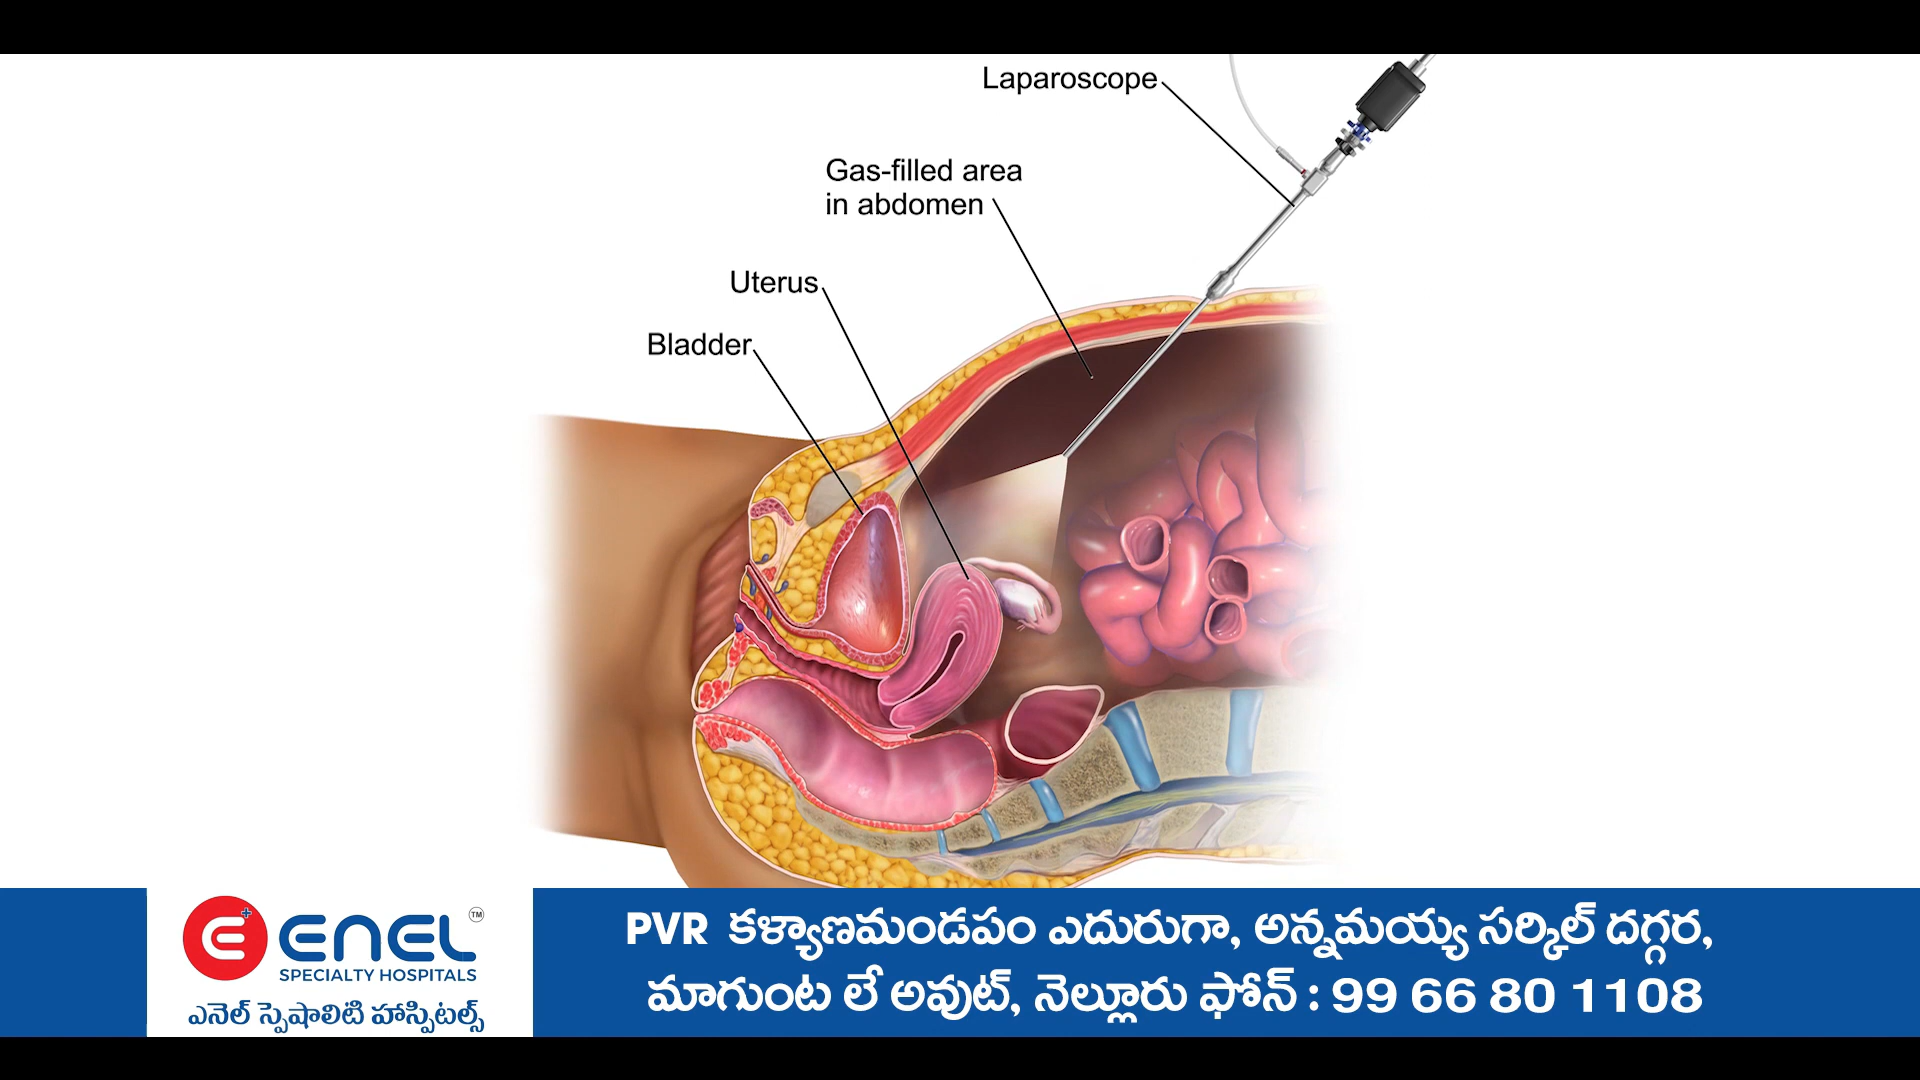 Laparoscope
Gas-filled area
in abdomen
Uterus
Bladder
ENEL TM
SPECIALTY HOSPITALS
ఎనెల్ స్పెషాలిటి హాస్పిటల్స్
PVR కళ్యాణమండపం ఎదురుగా, అన్నమయ్య సర్కిల్ దగ్గర,
మాగుంట లే అవుట్, నెల్లూరు ఫోన్ : 99 66 80 1108